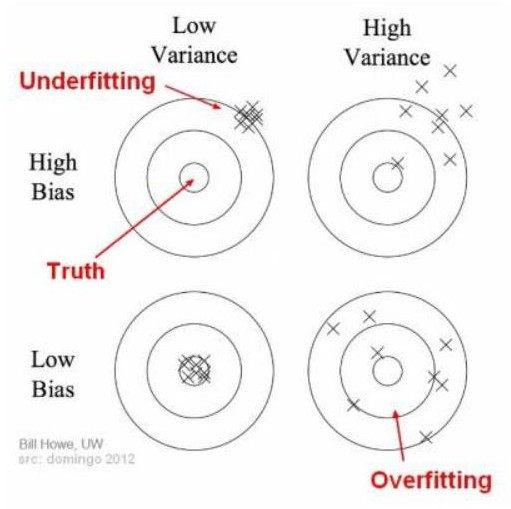 Low
Variance
High
Variance
Underfitting
High
Bias
Truth
Low
Bias
Bill Howe, UW
src: domingo 2012
Overfitting